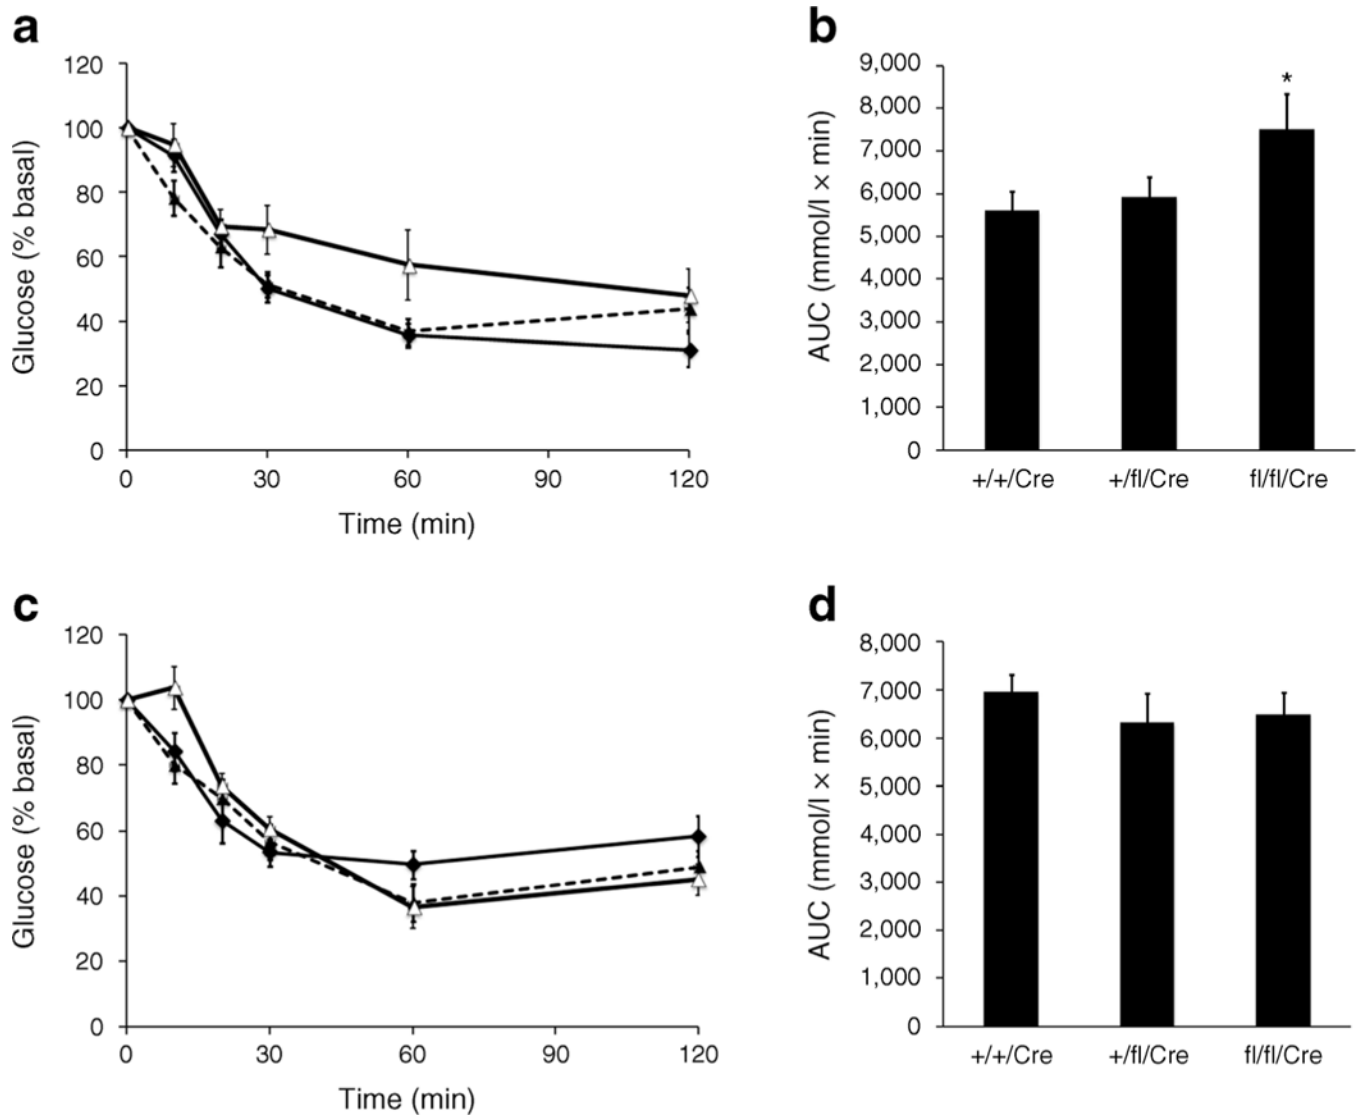 a
120
100
80
60
40
20
0
Glucose (% basal)
0 30 60 90 120
Time (min)
b
9,000
8,000
7,000
6,000
5,000
4,000
3,000
2,000
1,000
0
AUC (mmol/l × min)
*
+/+/Cre +/fl/Cre fl/fl/Cre
c
120
100
80
60
40
20
0
Glucose (% basal)
0 30 60 90 120
Time (min)
d
8,000
7,000
6,000
5,000
4,000
3,000
2,000
1,000
0
AUC (mmol/l × min)
+/+/Cre +/fl/Cre fl/fl/Cre